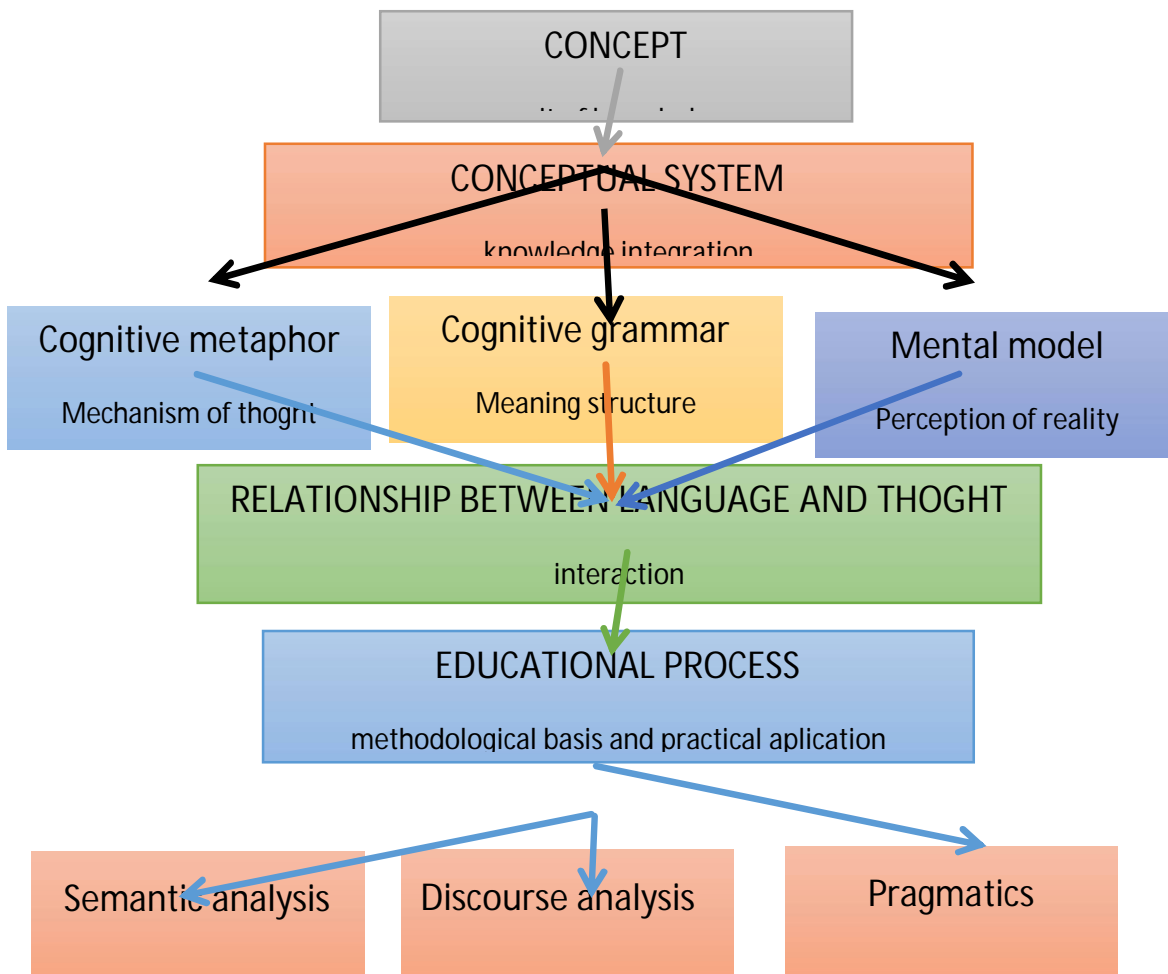 CONCEPT
CONCEPTUAL SYSTEM
knowledge integration
Cognitive metaphor
Mechanism of thoght
Cognitive grammar
Meaning structure
Mental model
Perception of reality
RELATIONSHIP BETWEEN LANGUAGE AND THOGHT
interaction
EDUCATIONAL PROCESS
methodological basis and practical aplication
Semantic analysis
Discourse analysis
Pragmatics